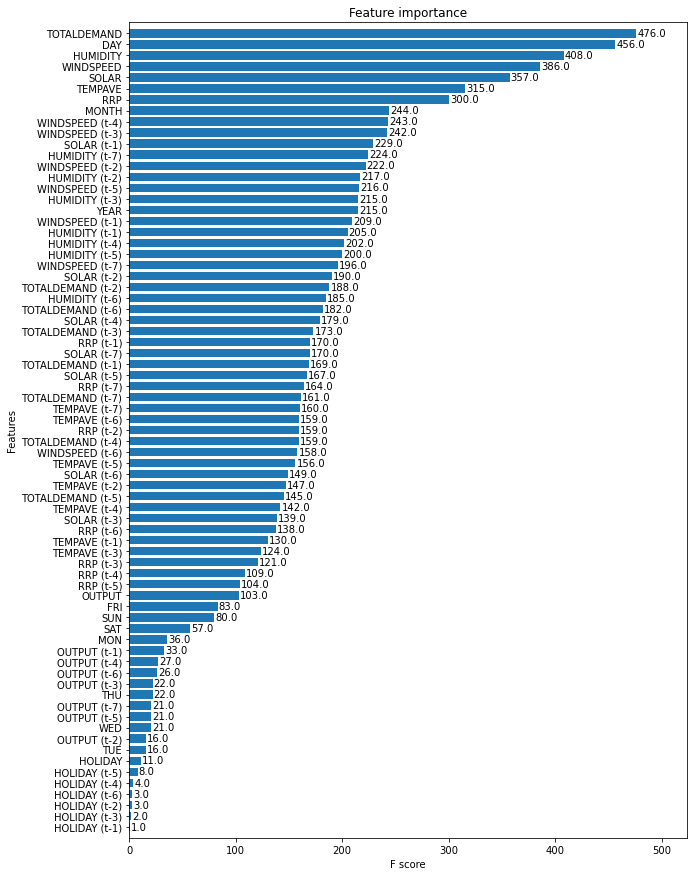 Feature importance
TOTALDEMAND 476.0
DAY 456.0
HUMIDITY 408.0
WINDSPEED 386.0
SOLAR 357.0
TEMPAVE 315.0
RRP 300.0
MONTH 244.0
WINDSPEED (t-4) 243.0
WINDSPEED (t-3) 242.0
SOLAR (t-1) 229.0
HUMIDITY (t-7) 224.0
WINDSPEED (t-2) 222.0
HUMIDITY (t-2) 217.0
WINDSPEED (t-5) 216.0
HUMIDITY (t-3) 215.0
YEAR 215.0
WINDSPEED (t-1) 209.0
HUMIDITY (t-1) 205.0
HUMIDITY (t-4) 202.0
HUMIDITY (t-5) 200.0
WINDSPEED (t-7) 196.0
SOLAR (t-2) 190.0
TOTALDEMAND (t-2) 188.0
HUMIDITY (t-6) 185.0
TOTALDEMAND (t-6) 182.0
SOLAR (t-4) 179.0
TOTALDEMAND (t-3) 173.0
RRP (t-1) 170.0
SOLAR (t-7) 170.0
TOTALDEMAND (t-1) 169.0
SOLAR (t-5) 167.0
RRP (t-7) 164.0
TOTALDEMAND (t-7) 161.0
TEMPAVE (t-7) 160.0
TEMPAVE (t-6) 159.0
RRP (t-2) 159.0
TOTALDEMAND (t-4) 159.0
WINDSPEED (t-6) 158.0
TEMPAVE (t-5) 156.0
SOLAR (t-6) 149.0
TEMPAVE (t-2) 147.0
TOTALDEMAND (t-5) 145.0
TEMPAVE (t-4) 142.0
SOLAR (t-3) 139.0
RRP (t-6) 138.0
TEMPAVE (t-1) 130.0
TEMPAVE (t-3) 124.0
RRP (t-3) 121.0
RRP (t-4) 109.0
RRP (t-5) 104.0
OUTPUT 103.0
FRI 83.0
SUN 80.0
SAT 57.0
MON 36.0
OUTPUT (t-1) 33.0
OUTPUT (t-4) 27.0
OUTPUT (t-6) 26.0
OUTPUT (t-3) 22.0
THU 22.0
OUTPUT (t-7) 21.0
OUTPUT (t-5) 21.0
WED 21.0
OUTPUT (t-2) 16.0
TUE 16.0
HOLIDAY 11.0
HOLIDAY (t-5) 8.0
HOLIDAY (t-4) 4.0
HOLIDAY (t-6) 3.0
HOLIDAY (t-2) 3.0
HOLIDAY (t-3) 2.0
HOLIDAY (t-1) 1.0
Features
0 100 200 300 400 500
F score